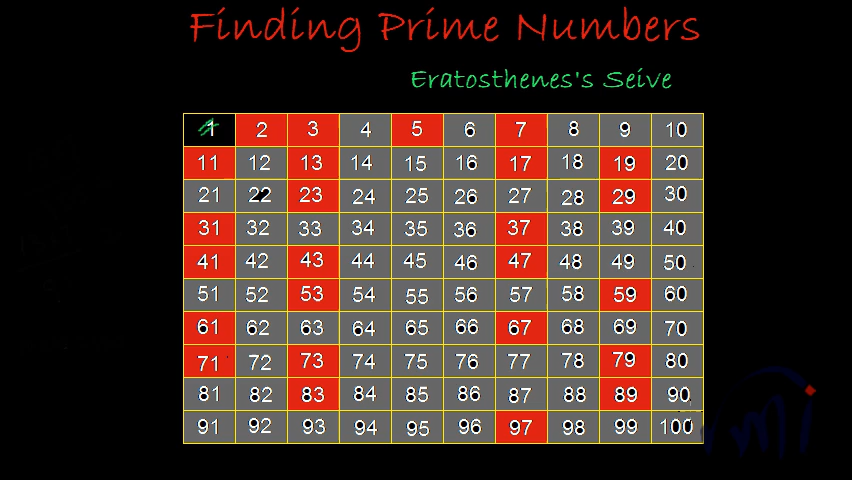 Finding Prime Numbers
Eratosthenes's Seive
1 2 3 4 5 6 7 8 9 10
11 12 13 14 15 16 17 18 19 20
21 22 23 24 25 26 27 28 29 30
31 32 33 34 35 36 37 38 39 40
41 42 43 44 45 46 47 48 49 50
51 52 53 54 55 56 57 58 59 60
61 62 63 64 65 66 67 68 69 70
71 72 73 74 75 76 77 78 79 80
81 82 83 84 85 86 87 88 89 90
91 92 93 94 95 96 97 98 99 100